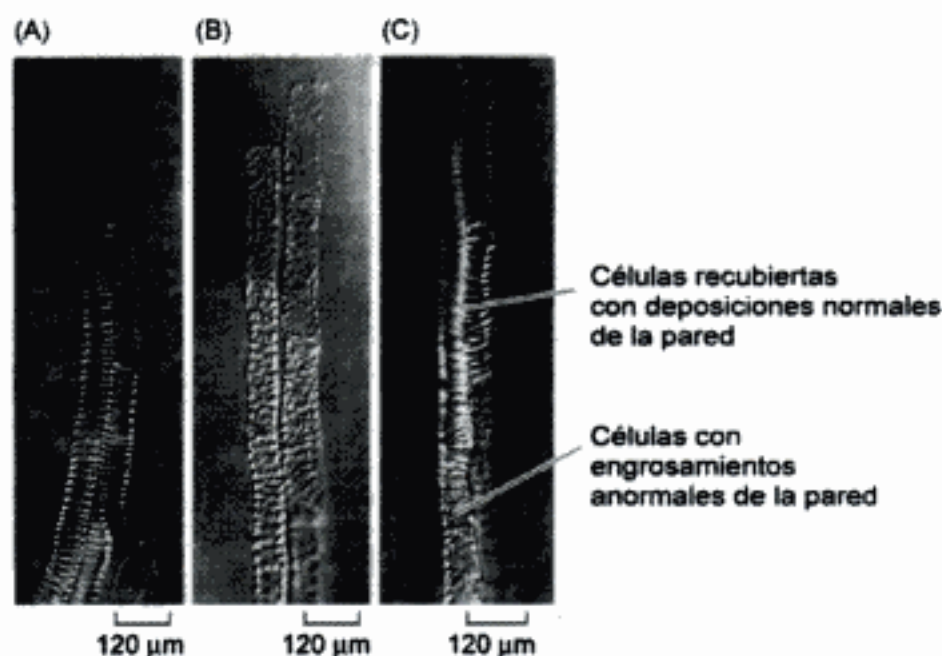 (A)
(B)
(C)
Células recubiertas
con deposiciones normales
de la pared
Células con
engrosamientos
anormales de la pared
120 µm
120 µm
120 µm